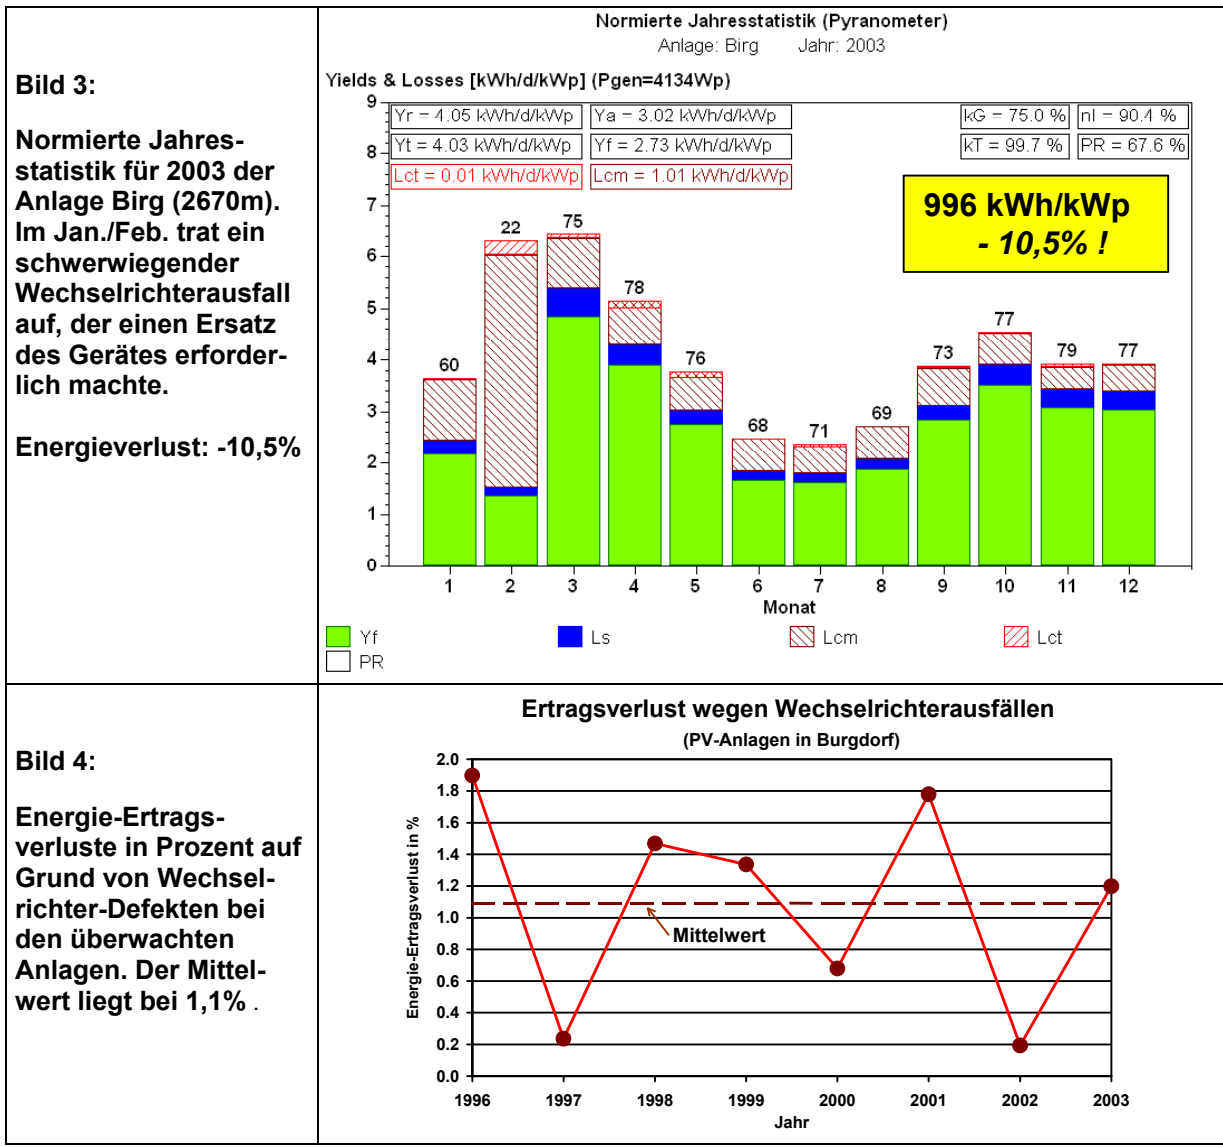 Bild 3:
Normierte Jahres-
statistik für 2003 der
Anlage Birg (2670m).
Im Jan./Feb. trat ein
schwerwiegender
Wechselrichterausfall
auf, der einen Ersatz
des Gerätes erforder-
lich machte.
Energieverlust: -10,5%
Normierte Jahresstatistik (Pyranometer)
Anlage: Birg Jahr: 2003
Yields & Losses [kWh/d/kWp] (Pgen=4134Wp)
Yr = 4.05 kWh/d/kWp Ya = 3.02 kWh/d/kWp kG = 75.0 % nI = 90.4 %
Yt = 4.03 kWh/d/kWp Yf = 2.73 kWh/d/kWp kT = 99.7 % PR = 67.6 %
Lct = 0.01 kWh/d/kWp Lcm = 1.01 kWh/d/kWp
996 kWh/kWp
- 10,5% !
9
8
7
6
5
4
3
2
1
0
60 22 75 78 76 68 71 69 73 77 79 77
1 2 3 4 5 6 7 8 9 10 11 12
Monat
Yf Ls Lcm Lct
PR
Bild 4:
Energie-Ertrags-
verluste in Prozent auf
Grund von Wechsel-
richter-Defekten bei
den überwachten
Anlagen. Der Mittel-
wert liegt bei 1,1% .
Ertragsverlust wegen Wechselrichterausfällen
(PV-Anlagen in Burgdorf)
Energie-Ertragsverlust in %
2.0
1.8
1.6
1.4
1.2
1.0
0.8
0.6
0.4
0.2
0.0
Mittelwert
1996 1997 1998 1999 2000 2001 2002 2003
Jahr